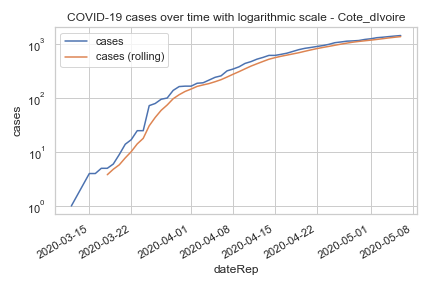 COVID-19 cases over time with logarithmic scale - Cote_dIvoire
cases
cases (rolling)
10³
10²
10¹
10⁰
cases
2020-03-15
2020-03-22
2020-04-01
2020-04-08
2020-04-15
2020-04-22
2020-05-01
2020-05-08
dateRep